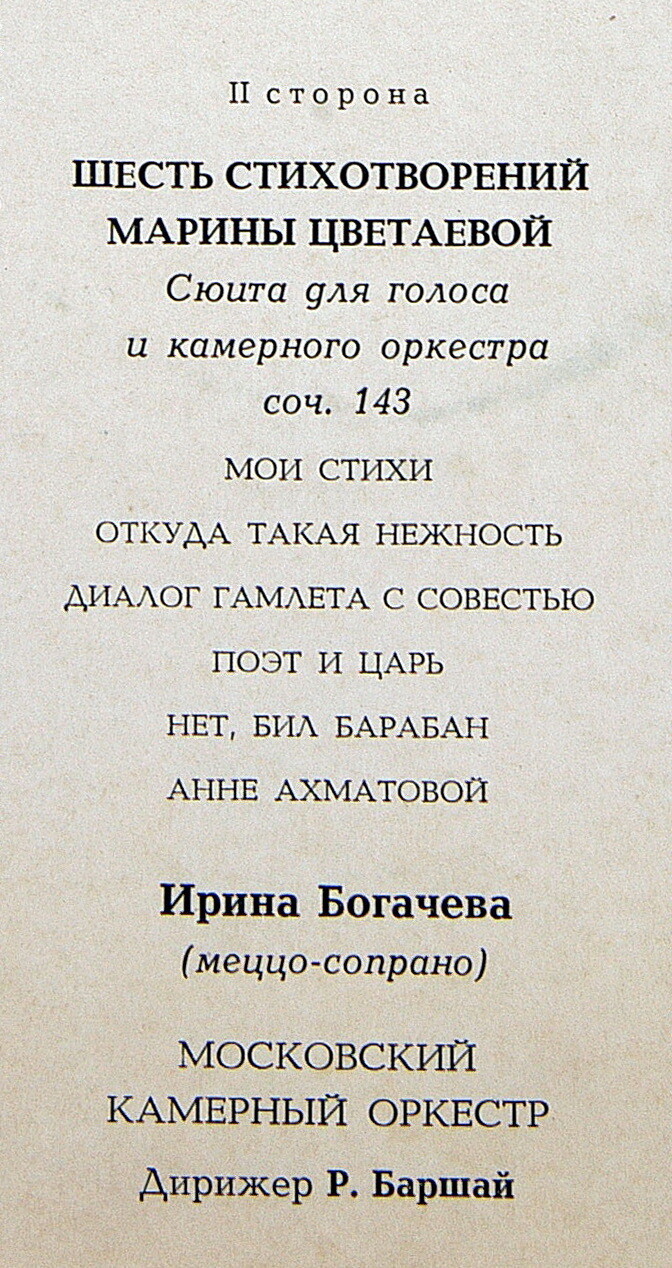 II сторона
ШЕСТЬ СТИХОТВОРЕНИЙ
МАРИНЫ ЦВЕТАЕВОЙ
Сюита для голоса
и камерного оркестра
соч. 143
МОИ СТИХИ
ОТКУДА ТАКАЯ НЕЖНОСТЬ
ДИАЛОГ ГАМЛЕТА С СОВЕСТЬЮ
ПОЭТ И ЦАРЬ
НЕТ, БИЛ БАРАБАН
АННЕ АХМАТОВОЙ
Ирина Богачева
(меццо-сопрано)
МОСКОВСКИЙ
КАМЕРНЫЙ ОРКЕСТР
Дирижер Р. Баршай